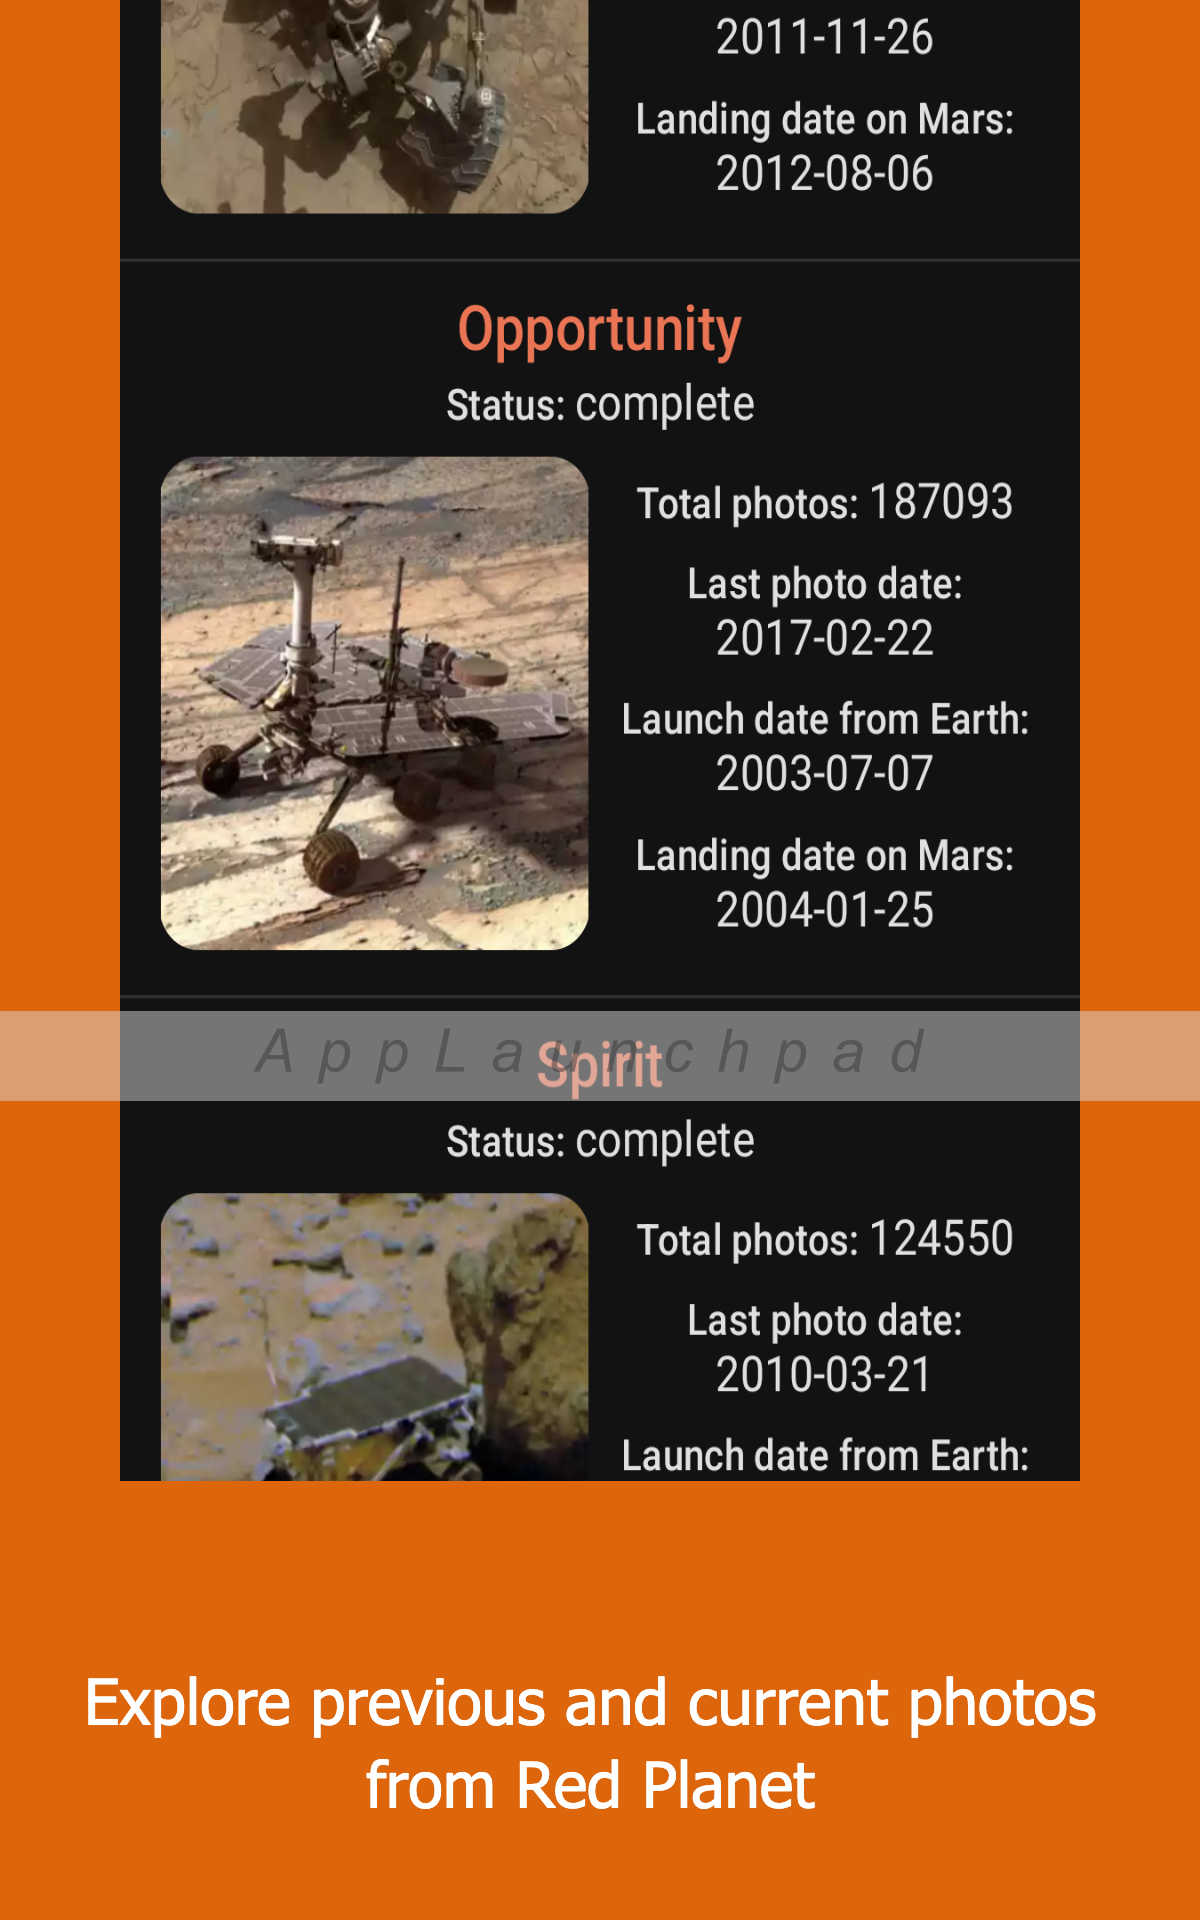 2011-11-26
Landing date on Mars:
2012-08-06
Opportunity
Status: complete
Total photos: 187093
Last photo date:
2017-02-22
Launch date from Earth:
2003-07-07
Landing date on Mars:
2004-01-25
AppLaunchpad
Spirit
Status: complete
Total photos: 124550
Last photo date:
2010-03-21
Launch date from Earth:
Explore previous and current photos
from Red Planet